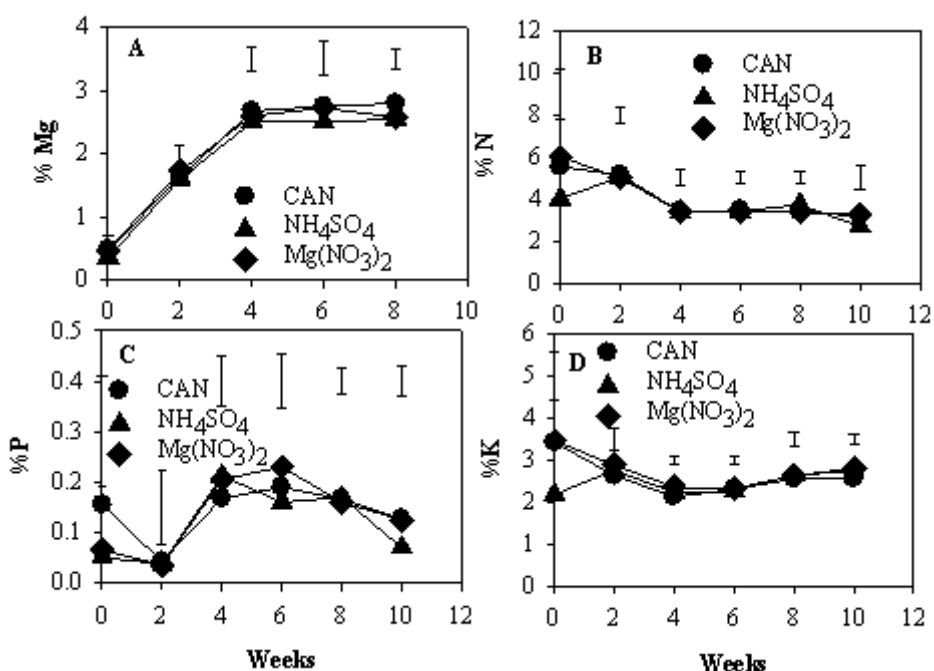 A
% Mg
4
3
2
1
0
CAN
NH4SO4
Mg(NO3)2
0 2 4 6 8 10
B
% N
12
10
8
6
4
2
0
CAN
NH4SO4
Mg(NO3)2
0 2 4 6 8 10 12
C
%P
0.5
0.4
0.3
0.2
0.1
0.0
CAN
NH4SO4
Mg(NO3)2
0 2 4 6 8 10 12
Weeks
D
%K
6
5
4
3
2
1
0
CAN
NH4SO4
Mg(NO3)2
0 2 4 6 8 10 12
Weeks